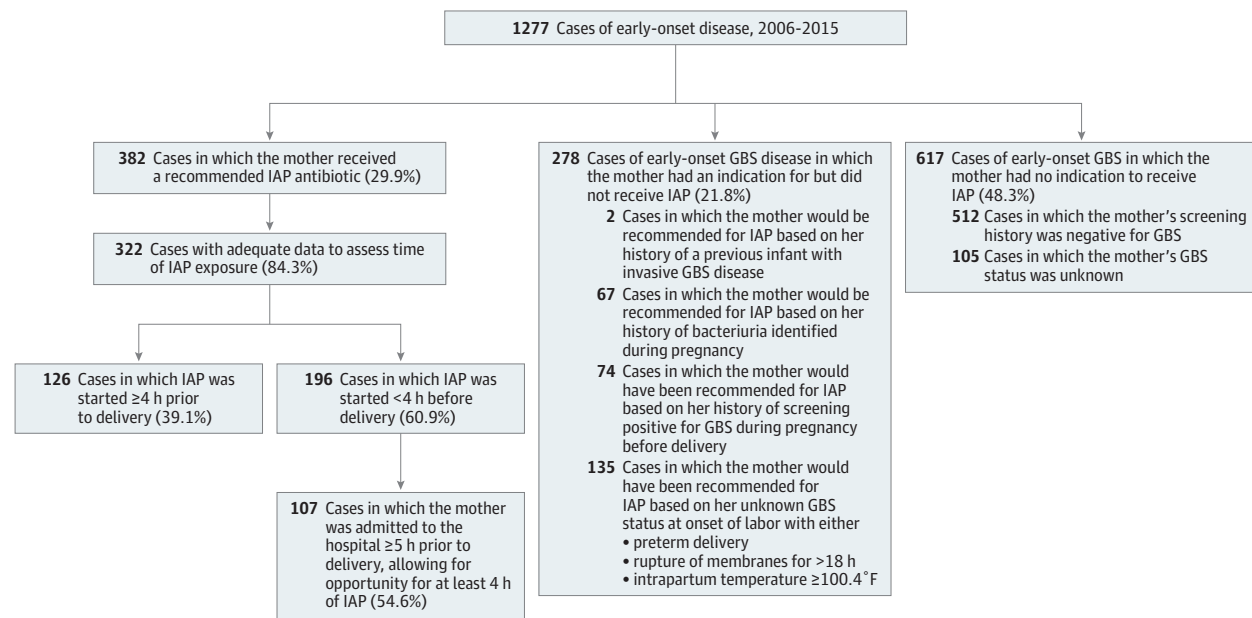 1277 Cases of early-onset disease, 2006-2015
382 Cases in which the mother received
a recommended IAP antibiotic (29.9%)
322 Cases with adequate data to assess time
of IAP exposure (84.3%)
126 Cases in which IAP was
started ≥4 h prior
to delivery (39.1%)
196 Cases in which IAP was
started <4 h before
delivery (60.9%)
107 Cases in which the mother
was admitted to the
hospital ≥5 h prior to
delivery, allowing for
opportunity for at least 4 h
of IAP (54.6%)
278 Cases of early-onset GBS disease in which
the mother had an indication for but did
not receive IAP (21.8%)
2 Cases in which the mother would be
recommended for IAP based on her
history of a previous infant with
invasive GBS disease
67 Cases in which the mother would be
recommended for IAP based on her
history of bacteriuria identified
during pregnancy
74 Cases in which the mother would
have been recommended for IAP
based on her history of screening
positive for GBS during pregnancy
before delivery
135 Cases in which the mother would
have been recommended for
IAP based on her unknown GBS
status at onset of labor with either
• preterm delivery
• rupture of membranes for >18 h
• intrapartum temperature ≥100.4˚F
617 Cases of early-onset GBS in which the
mother had no indication to receive
IAP (48.3%)
512 Cases in which the mother's screening
history was negative for GBS
105 Cases in which the mother's GBS
status was unknown